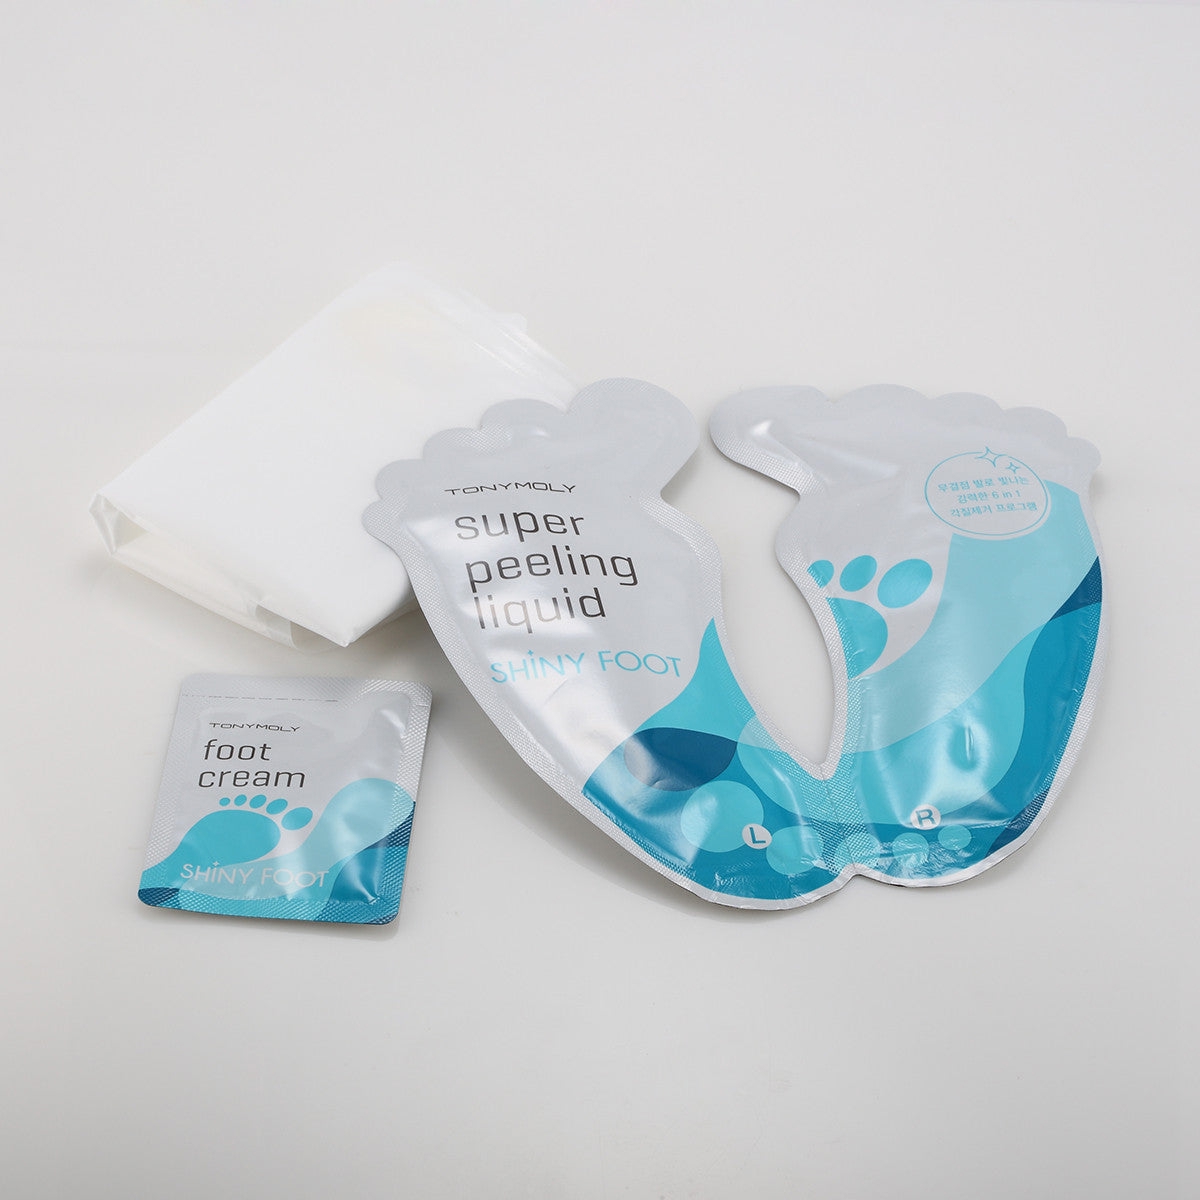 TONYMOLY
super
peeling
liquid
SHINY FOOT
L
무결점 발로 빛나는
강력한 6 in 1
각질제거 프로그램
R
TONYMOLY
foot
cream
SHINY FOOT